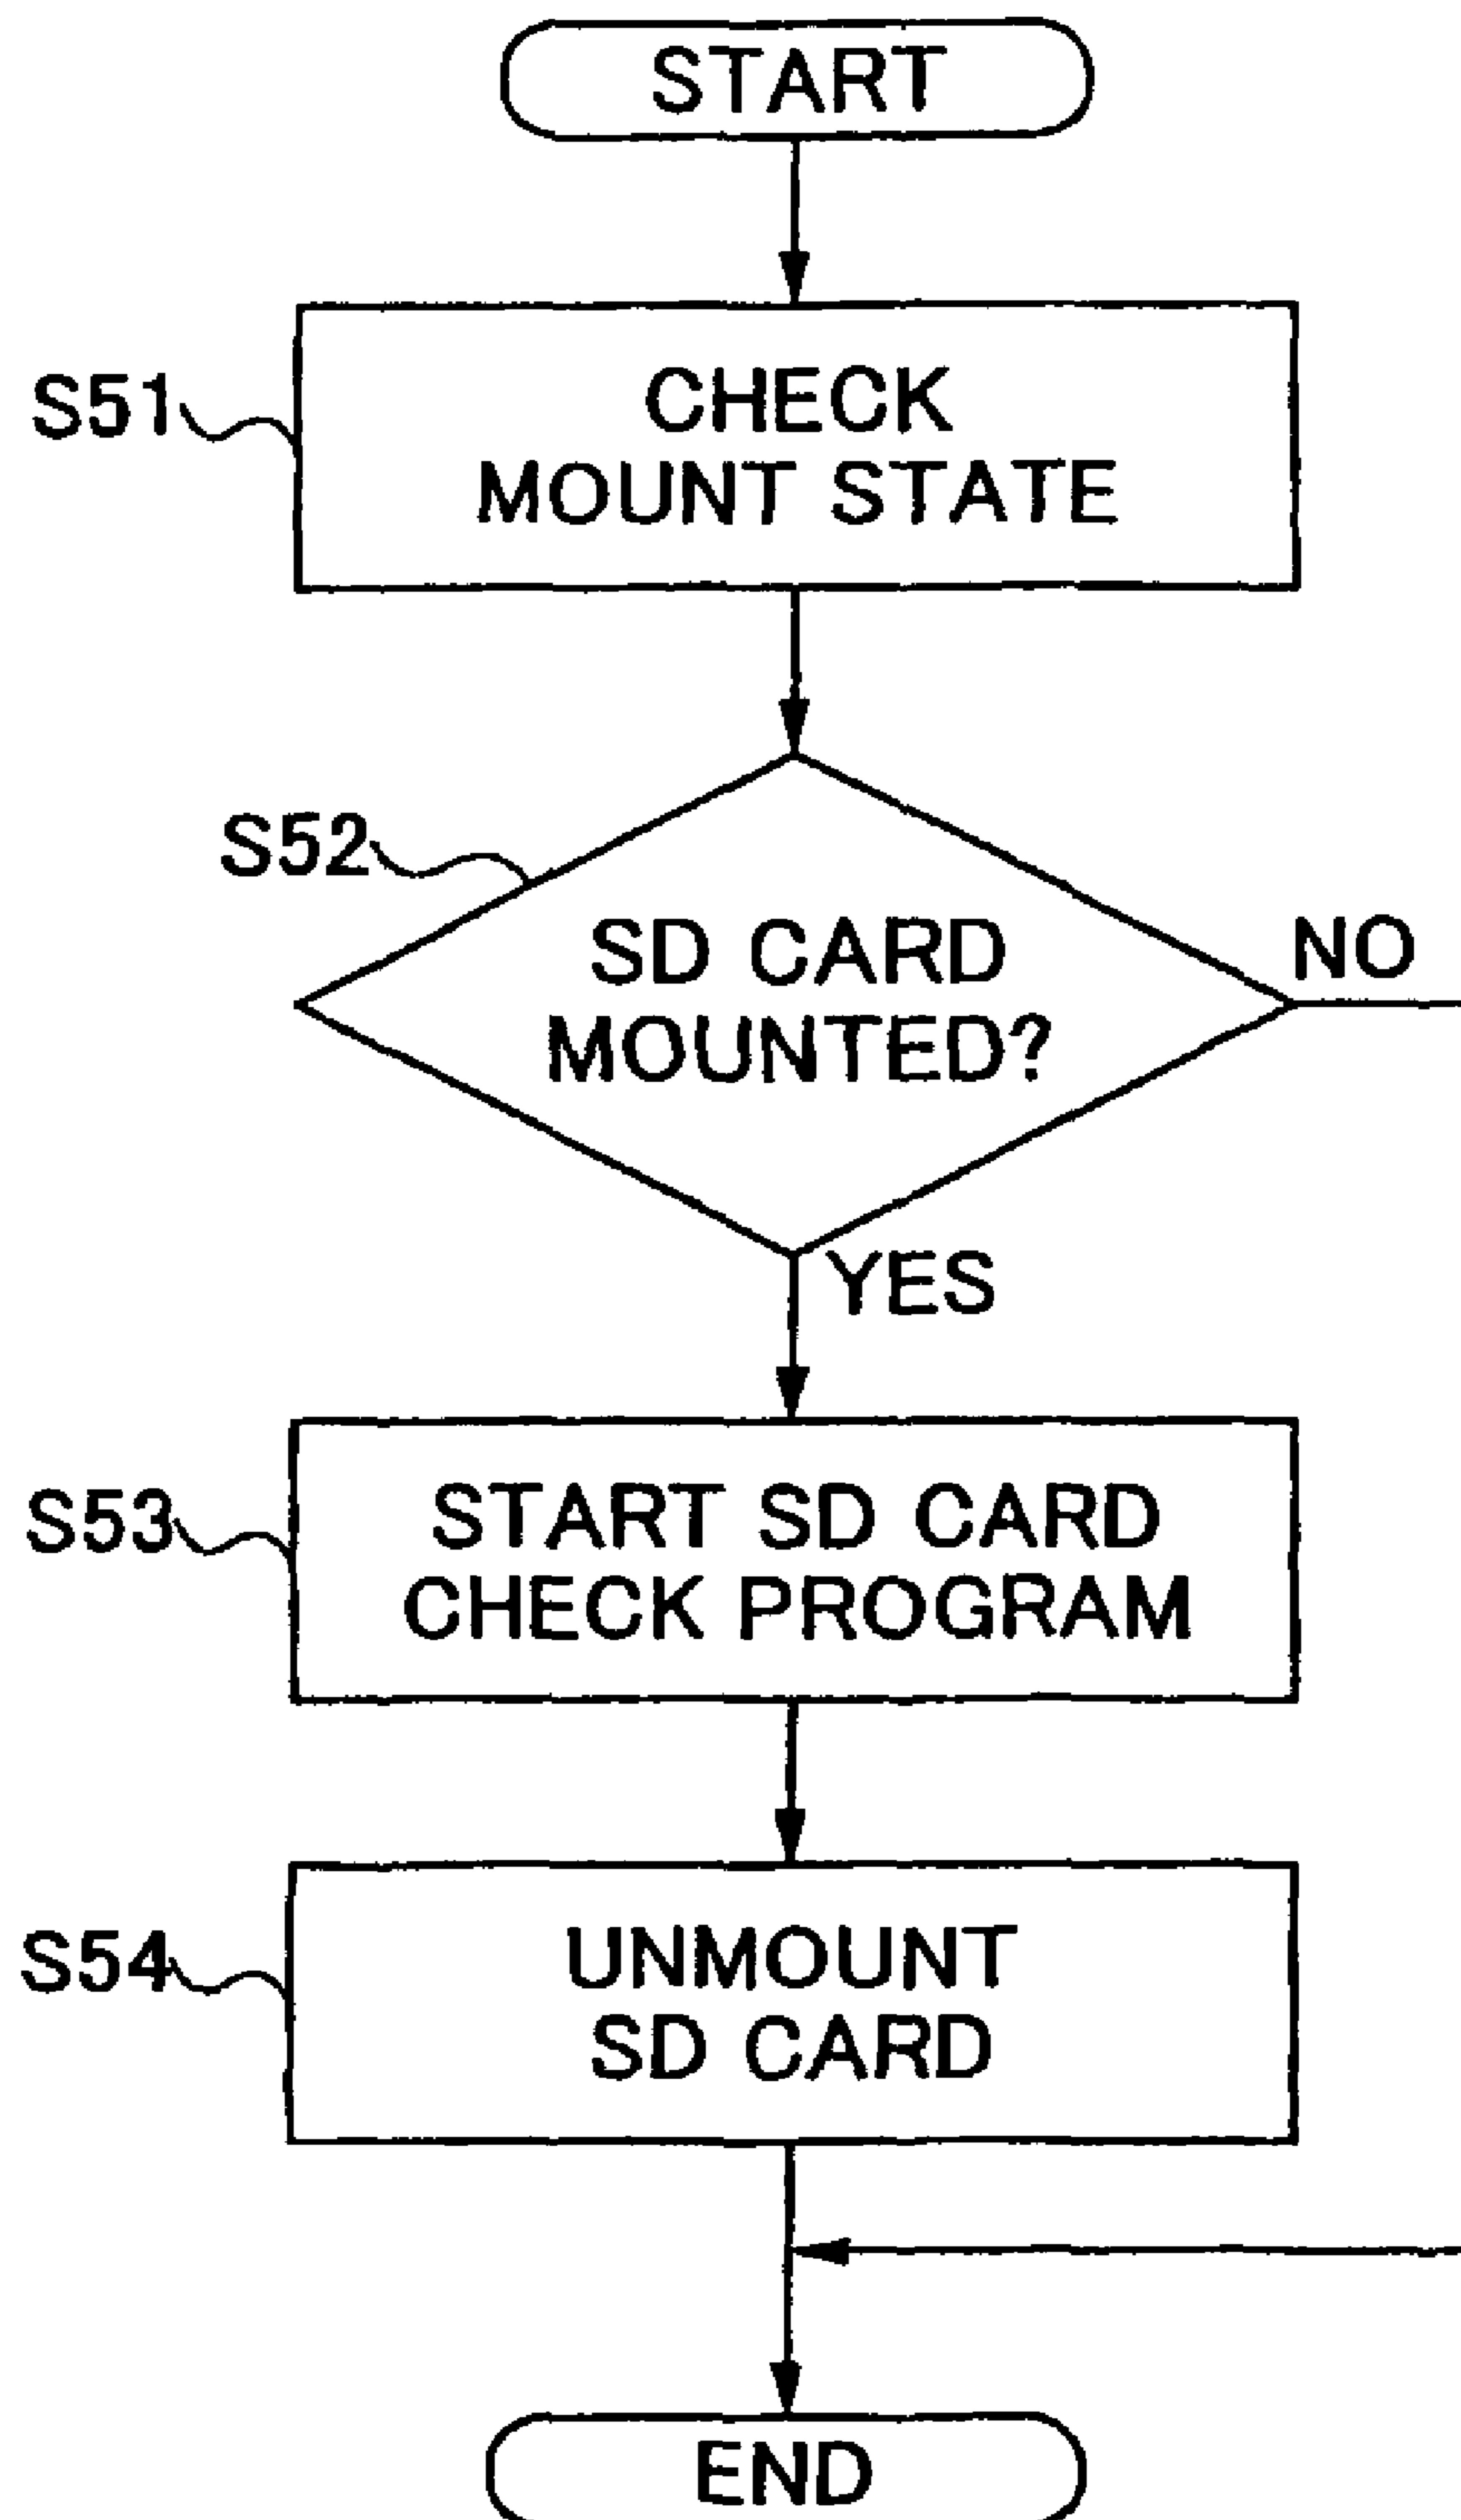 START
S51
CHECK
MOUNT STATE
S52
SD CARD
MOUNTED?
NO
YES
S53
START SD CARD
CHECK PROGRAM
S54
UNMOUNT
SD CARD
END